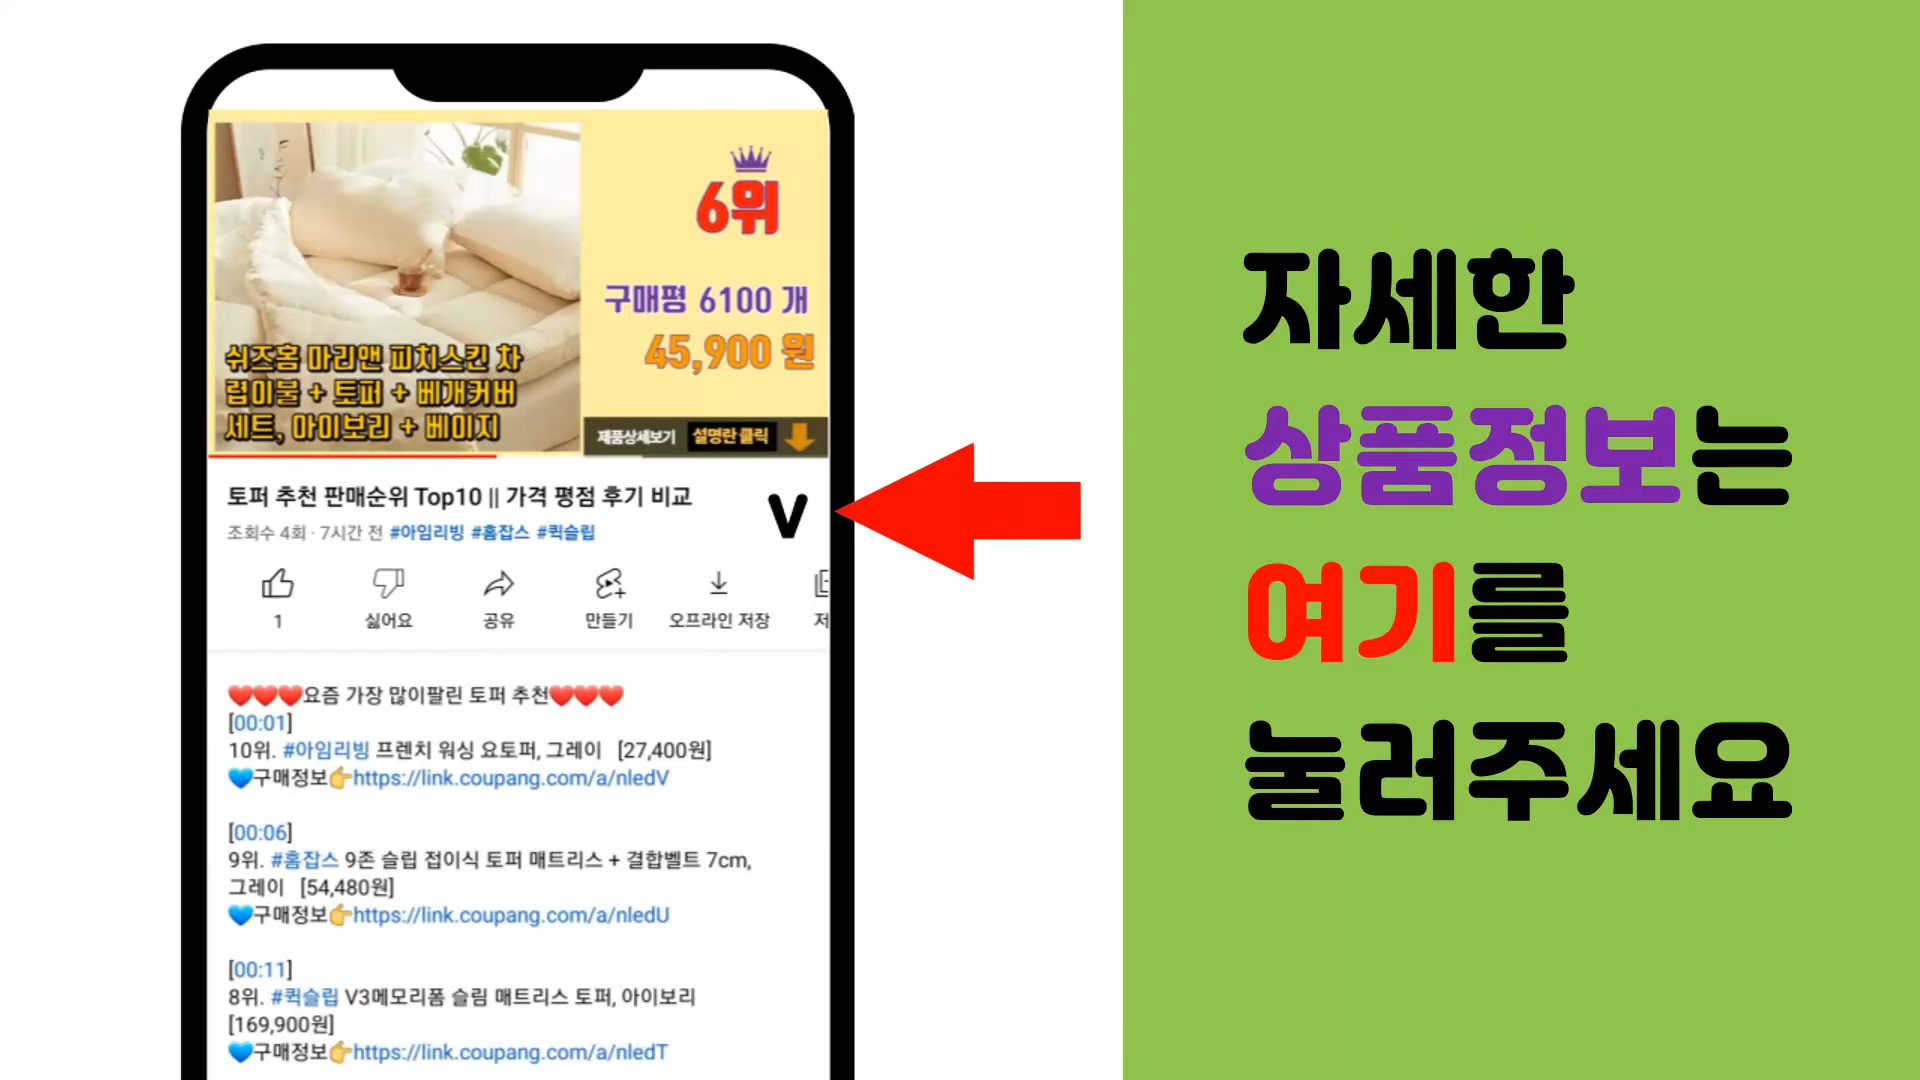 6위
구매평 6100 개
45,900 원
쉬즈홈 마리앤 피치스킨 차
렵이불 + 토퍼 + 베개커버
세트, 아이보리 + 베이지
제품상세보기 설명란 클릭
토퍼 추천 판매순위 Top10 || 가격 평점 후기 비교
V
조회수 4회 · 7시간 전 #아임리빙 #홈잡스 #퀵슬립
1 싫어요 공유 만들기 오프라인 저장 저
❤❤❤요즘 가장 많이팔린 토퍼 추천❤❤❤
[00:01]
10위. #아임리빙 프렌치 워싱 요토퍼, 그레이 [27,400원]
💙구매정보👉https://link.coupang.com/a/nledV
[00:06]
9위. #홈잡스 9존 슬립 접이식 토퍼 매트리스 + 결합벨트 7cm,
그레이 [54,480원]
💙구매정보👉https://link.coupang.com/a/nledU
[00:11]
8위. #퀵슬립 V3메모리폼 슬림 매트리스 토퍼, 아이보리
[169,900원]
💙구매정보👉https://link.coupang.com/a/nledT
자세한
상품정보는
여기를
눌러주세요